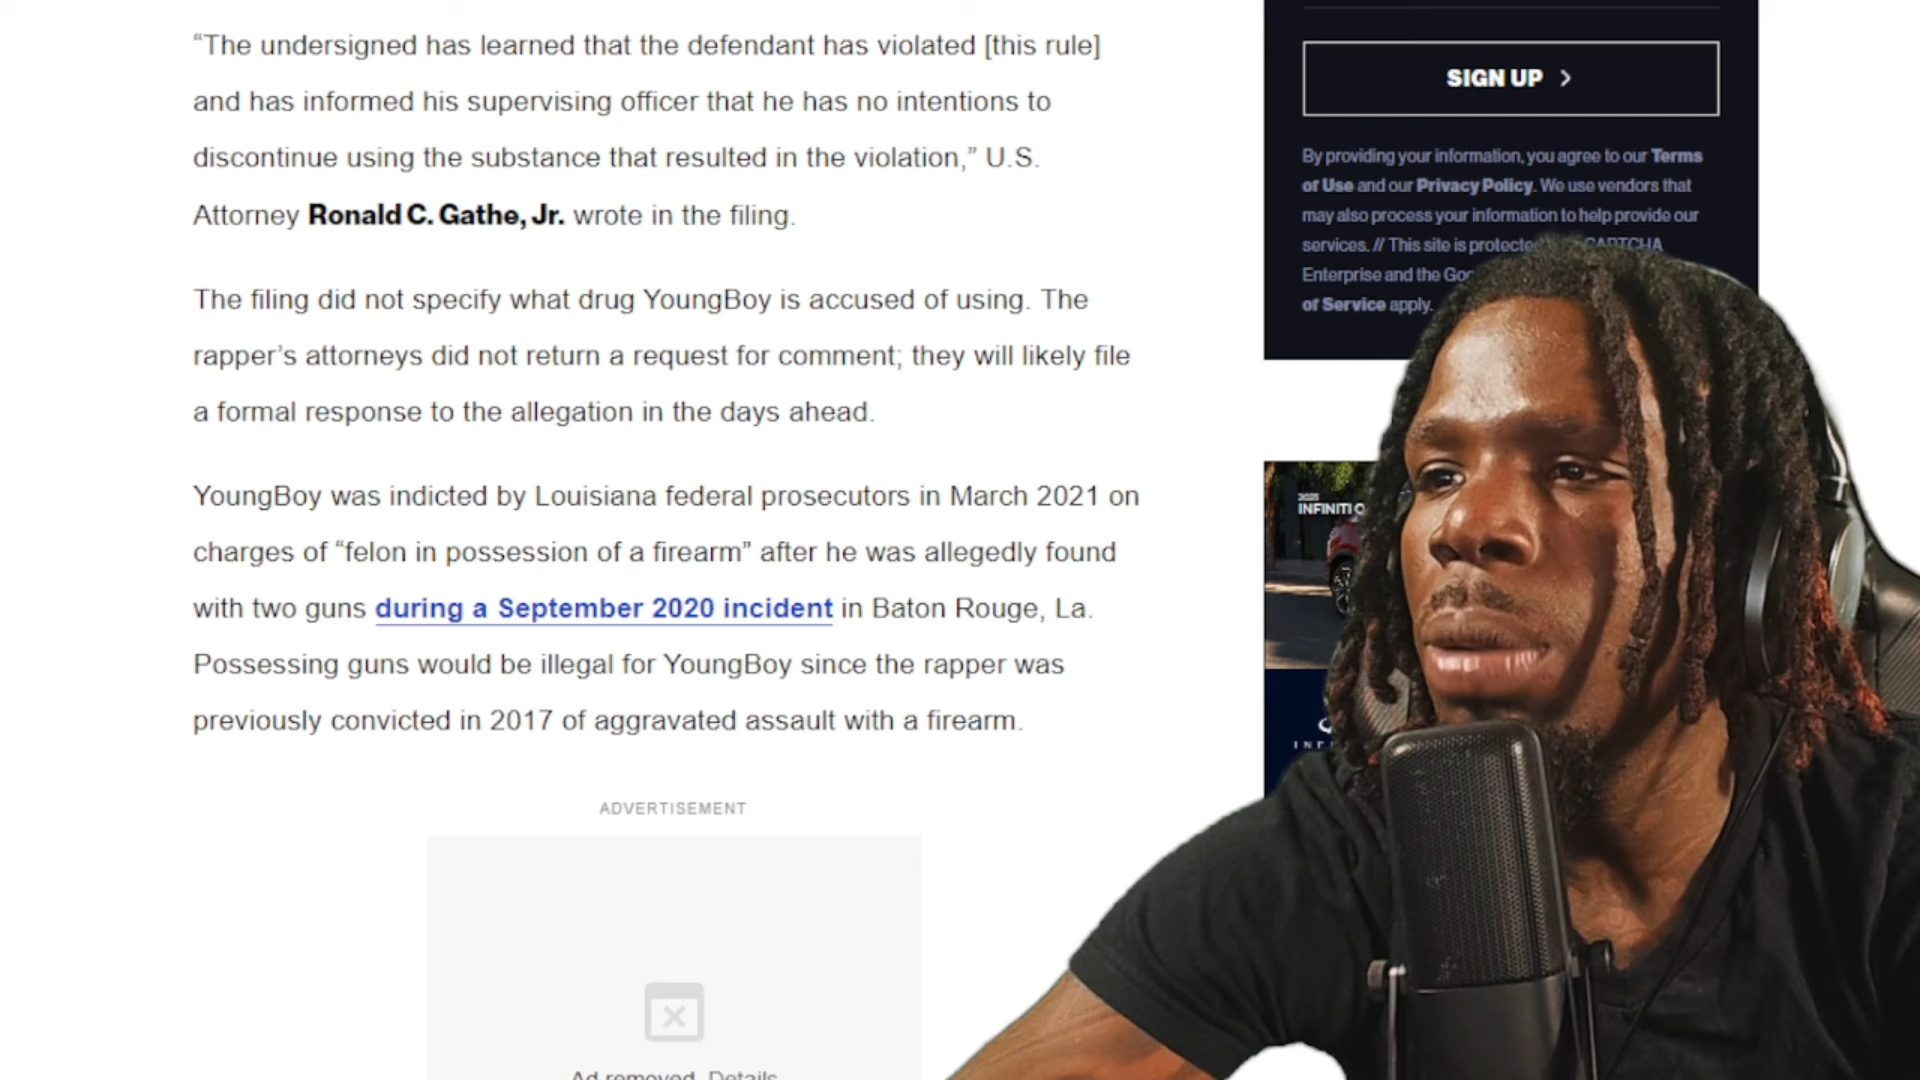 “The undersigned has learned that the defendant has violated [this rule]
and has informed his supervising officer that he has no intentions to
discontinue using the substance that resulted in the violation,” U.S.
Attorney Ronald C. Gathe, Jr. wrote in the filing.
The filing did not specify what drug YoungBoy is accused of using. The
rapper’s attorneys did not return a request for comment; they will likely file
a formal response to the allegation in the days ahead.
YoungBoy was indicted by Louisiana federal prosecutors in March 2021 on
charges of “felon in possession of a firearm” after he was allegedly found
with two guns during a September 2020 incident in Baton Rouge, La.
Possessing guns would be illegal for YoungBoy since the rapper was
previously convicted in 2017 of aggravated assault with a firearm.
ADVERTISEMENT
Ad removed. Details
SIGN UP >
By providing your information, you agree to our Terms
of Use and our Privacy Policy. We use vendors that
may also process your information to help provide our
services. // This site is protected
Enterprise and the
of Service apply.
INFINITI